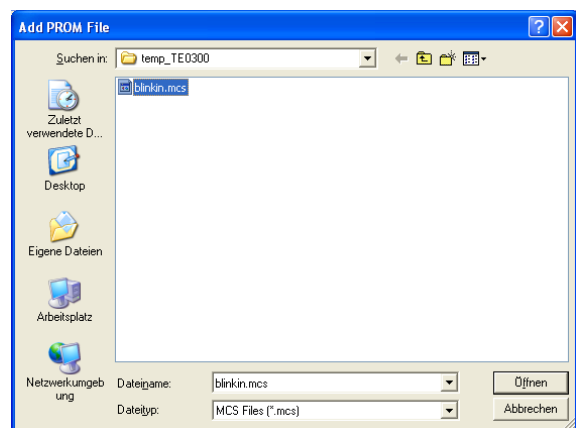 Add PROM File
Suchen in:
temp_TE0300
blinkin.mcs
Zuletzt
verwendete D...
Desktop
Eigene Dateien
Arbeitsplatz
Netzwerkumgeb
ung
Dateiname:
blinkin.mcs
Öffnen
Dateityp:
MCS Files (*.mcs)
Abbrechen